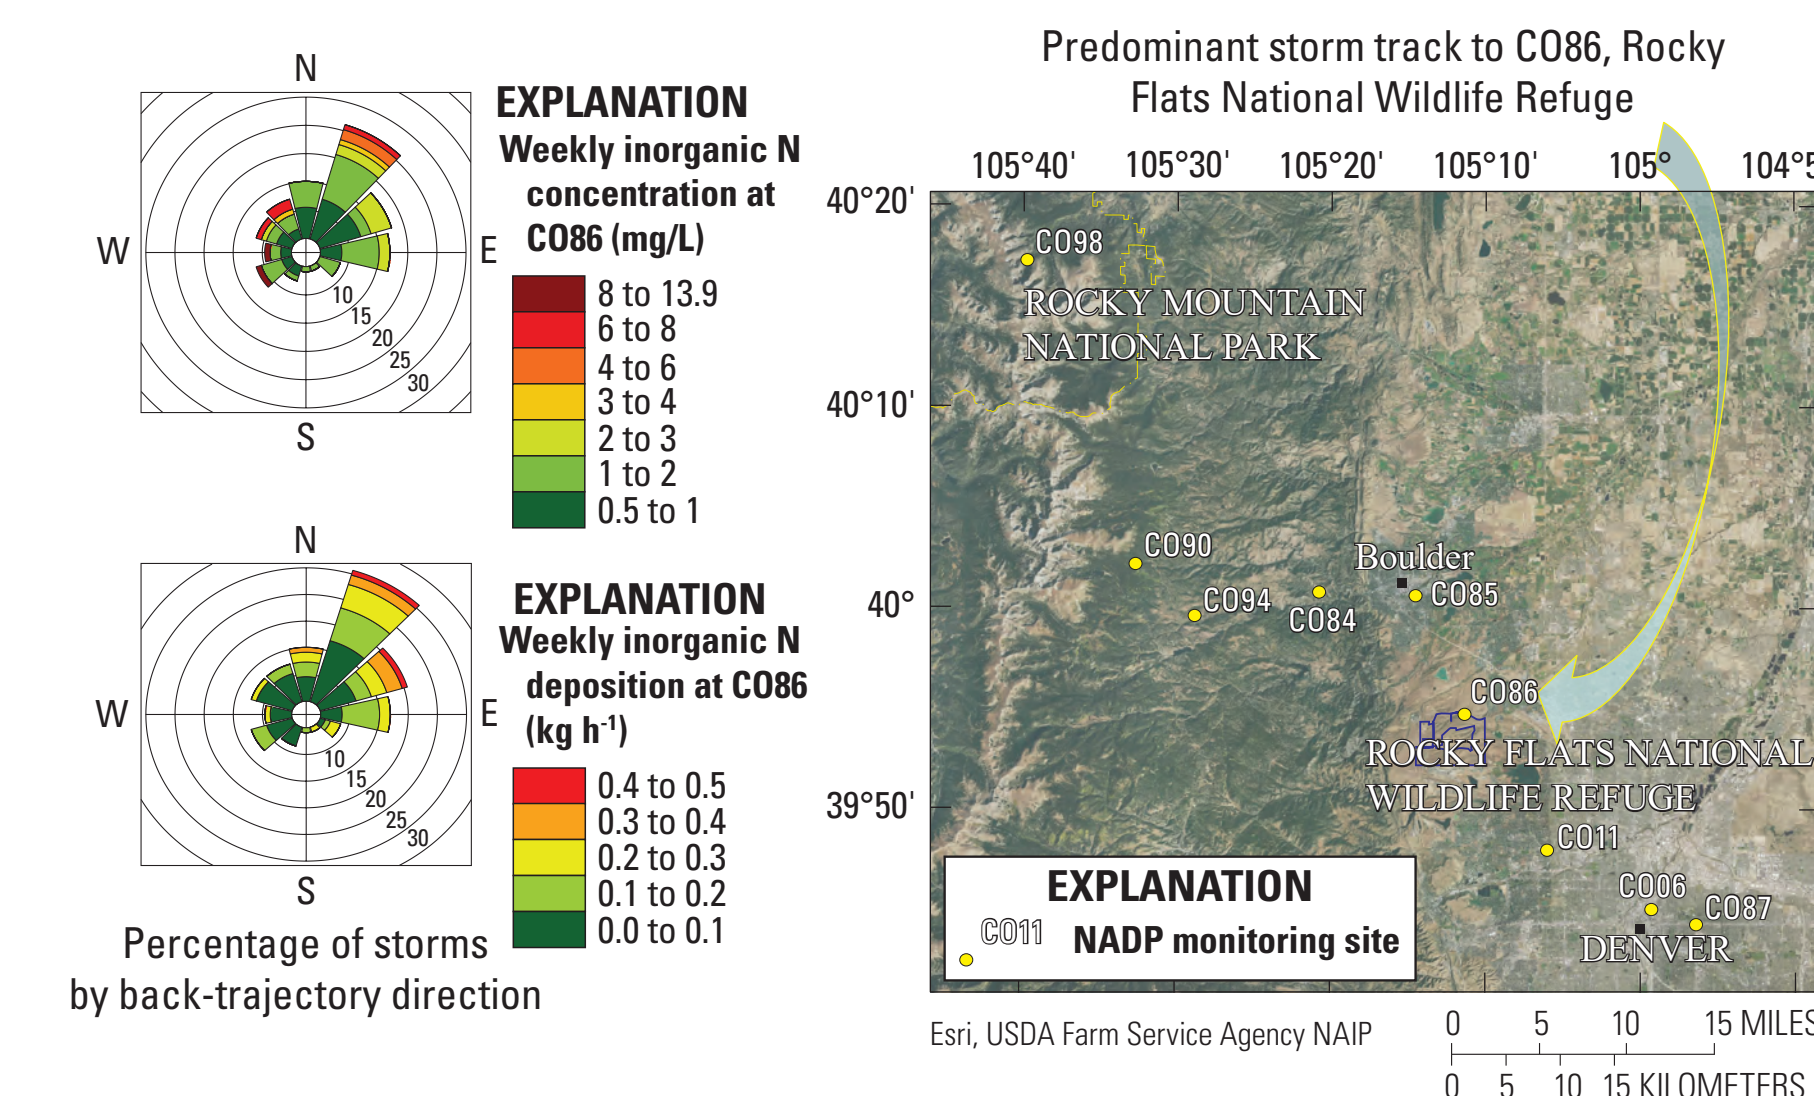 N
W
E
S
10
15
20
25
30
EXPLANATION
Weekly inorganic N
concentration at
CO86 (mg/L)
8 to 13.9
6 to 8
4 to 6
3 to 4
2 to 3
1 to 2
0.5 to 1
N
W
E
S
10
15
20
25
30
EXPLANATION
Weekly inorganic N
deposition at CO86
(kg h-1)
0.4 to 0.5
0.3 to 0.4
0.2 to 0.3
0.1 to 0.2
0.0 to 0.1
Percentage of storms
by back-trajectory direction
Predominant storm track to CO86, Rocky
Flats National Wildlife Refuge
105°40' 105°30' 105°20' 105°10' 105° 104°5
40°20'
40°10'
40°
39°50'
CO98
ROCKY MOUNTAIN
NATIONAL PARK
CO90
CO94
CO84
Boulder
CO85
CO86
ROCKY FLATS NATIONAL
WILDLIFE REFUGE
CO11
CO06
CO87
DENVER
EXPLANATION
CO11 NADP monitoring site
Esri, USDA Farm Service Agency NAIP
0 5 10 15 MILES
0 5 10 15 KILOMETERS